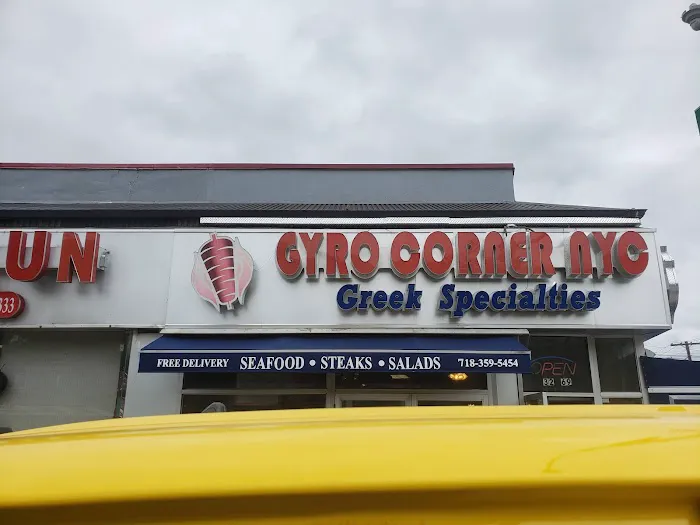 UN
333
GYRO CORNER NYC
Greek Specialties
FREE DELIVERY SEAFOOD • STEAKS • SALADS 718-359-5454
OPEN
32 69